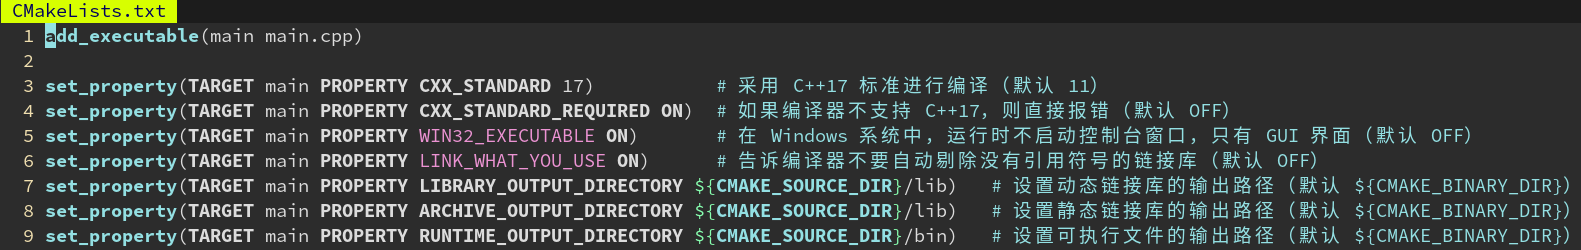 CMakeLists.txt
1 add_executable(main main.cpp)
2
3 set_property(TARGET main PROPERTY CXX_STANDARD 17)           # 采用 C++17 标准进行编译（默认 11）
4 set_property(TARGET main PROPERTY CXX_STANDARD_REQUIRED ON)  # 如果编译器不支持 C++17，则直接报错（默认 OFF）
5 set_property(TARGET main PROPERTY WIN32_EXECUTABLE ON)       # 在 Windows 系统中，运行时不启动控制台窗口，只有 GUI 界面（默认 OFF）
6 set_property(TARGET main PROPERTY LINK_WHAT_YOU_USE ON)      # 告诉编译器不要自动剔除没有引用符号的链接库（默认 OFF）
7 set_property(TARGET main PROPERTY LIBRARY_OUTPUT_DIRECTORY ${CMAKE_SOURCE_DIR}/lib)   # 设置动态链接库的输出路径（默认 ${CMAKE_BINARY_DIR}）
8 set_property(TARGET main PROPERTY ARCHIVE_OUTPUT_DIRECTORY ${CMAKE_SOURCE_DIR}/lib)   # 设置静态链接库的输出路径（默认 ${CMAKE_BINARY_DIR}）
9 set_property(TARGET main PROPERTY RUNTIME_OUTPUT_DIRECTORY ${CMAKE_SOURCE_DIR}/bin)   # 设置可执行文件的输出路径（默认 ${CMAKE_BINARY_DIR}）